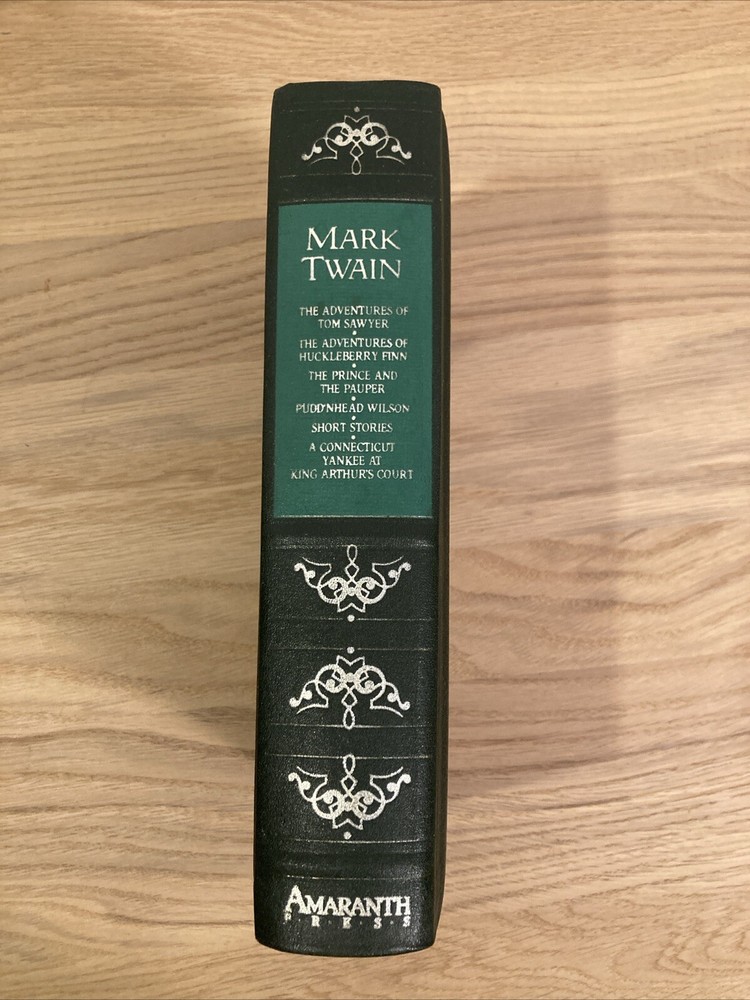 MARK
TWAIN
THE ADVENTURES OF
TOM SAWYER
THE ADVENTURES OF
HUCKLEBERRY FINN
THE PRINCE AND
THE PAUPER
PUDD'NHEAD WILSON
SHORT STORIES
A CONNECTICUT
YANKEE AT
KING ARTHUR'S COURT
AMARANTH
P·R·E·S·S